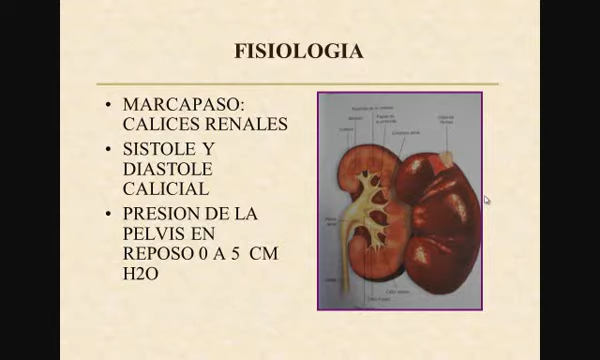 FISIOLOGIA
• MARCAPASO:
CALICES RENALES
• SISTOLE Y
DIASTOLE
CALICIAL
• PRESION DE LA
PELVIS EN
REPOSO 0 A 5 CM
H2O